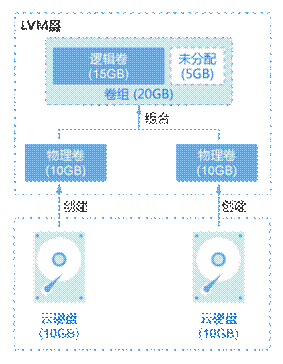 LVM层
逻辑卷
(15GB)
未分配
(5GB)
卷组 (20GB)
组合
物理卷
(10GB)
物理卷
(10GB)
创建
创建
云硬盘
(10GB)
云硬盘
(10GB)